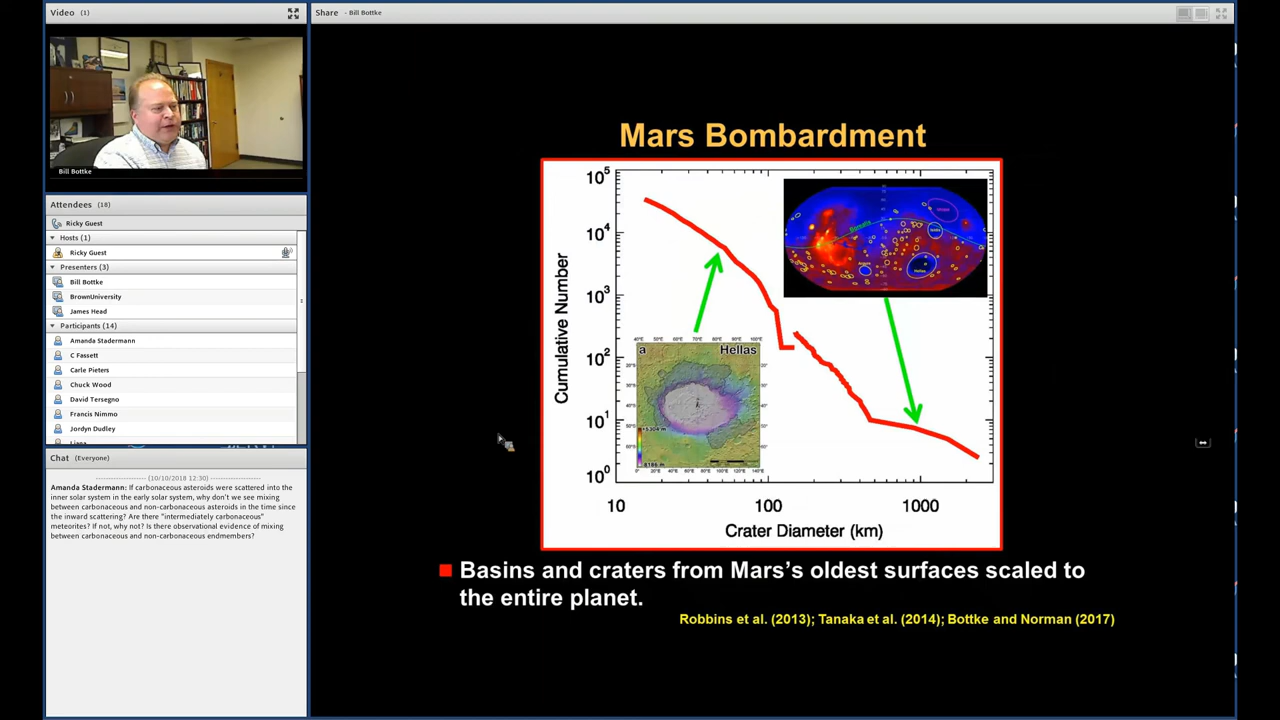 Video (1)
Bill Bottke
Attendees (18)
Ricky Guest
Hosts (1)
Ricky Guest
Presenters (3)
Bill Bottke
BrownUniversity
James Head
Participants (14)
Amanda Stadermann
C Fassett
Carle Pieters
Chuck Wood
David Tersegno
Francis Nimmo
Jordyn Dudley
Chat (Everyone)
(10/10/2018 12:30)
Amanda Stadermann: If carbonaceous asteroids were scattered into the
inner solar system in the early solar system, why don't we see mixing
between carbonaceous and non-carbonaceous asteroids in the time since
the inward scattering? Are there "intermediately carbonaceous"
meteorites? If not, why not? Is there observational evidence of mixing
between carbonaceous and non-carbonaceous endmembers?
Share - Bill Bottke
Mars Bombardment
Cumulative Number
10⁵
10⁴
10³
10²
10¹
10⁰
a Hellas
Hellas
10 100 1000
Crater Diameter (km)
Basins and craters from Mars's oldest surfaces scaled to
the entire planet.
Robbins et al. (2013); Tanaka et al. (2014); Bottke and Norman (2017)